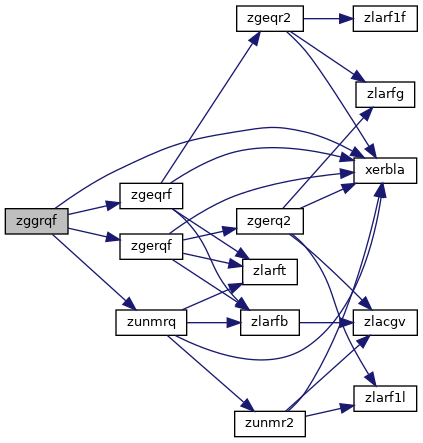 zgeqr2
zlarf1f
zlarfg
xerbla
zgeqrf
zggrqf
zgerq2
zgerqf
zlarft
zunmrq
zlarfb
zlacgv
zlarf1l
zunmr2